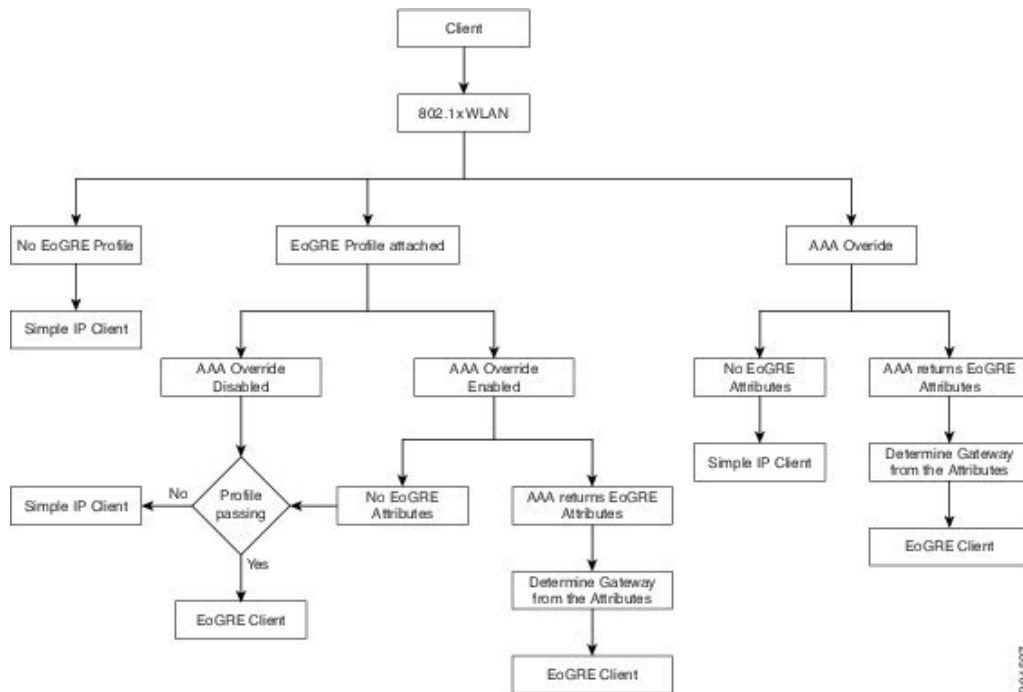 Client
802.1x WLAN
No EoGRE Profile
EoGRE Profile attached
AAA Overide
Simple IP Client
AAA Override
Disabled
AAA Override
Enabled
No EoGRE
Attributes
AAA returns EoGRE
Attributes
Simple IP Client
Determine Gateway
from the Attributes
EoGRE Client
Simple IP Client
No
Profile
passing
Yes
No EoGRE
Attributes
AAA returns EoGRE
Attributes
Determine Gateway
from the Attributes
EoGRE Client
EoGRE Client